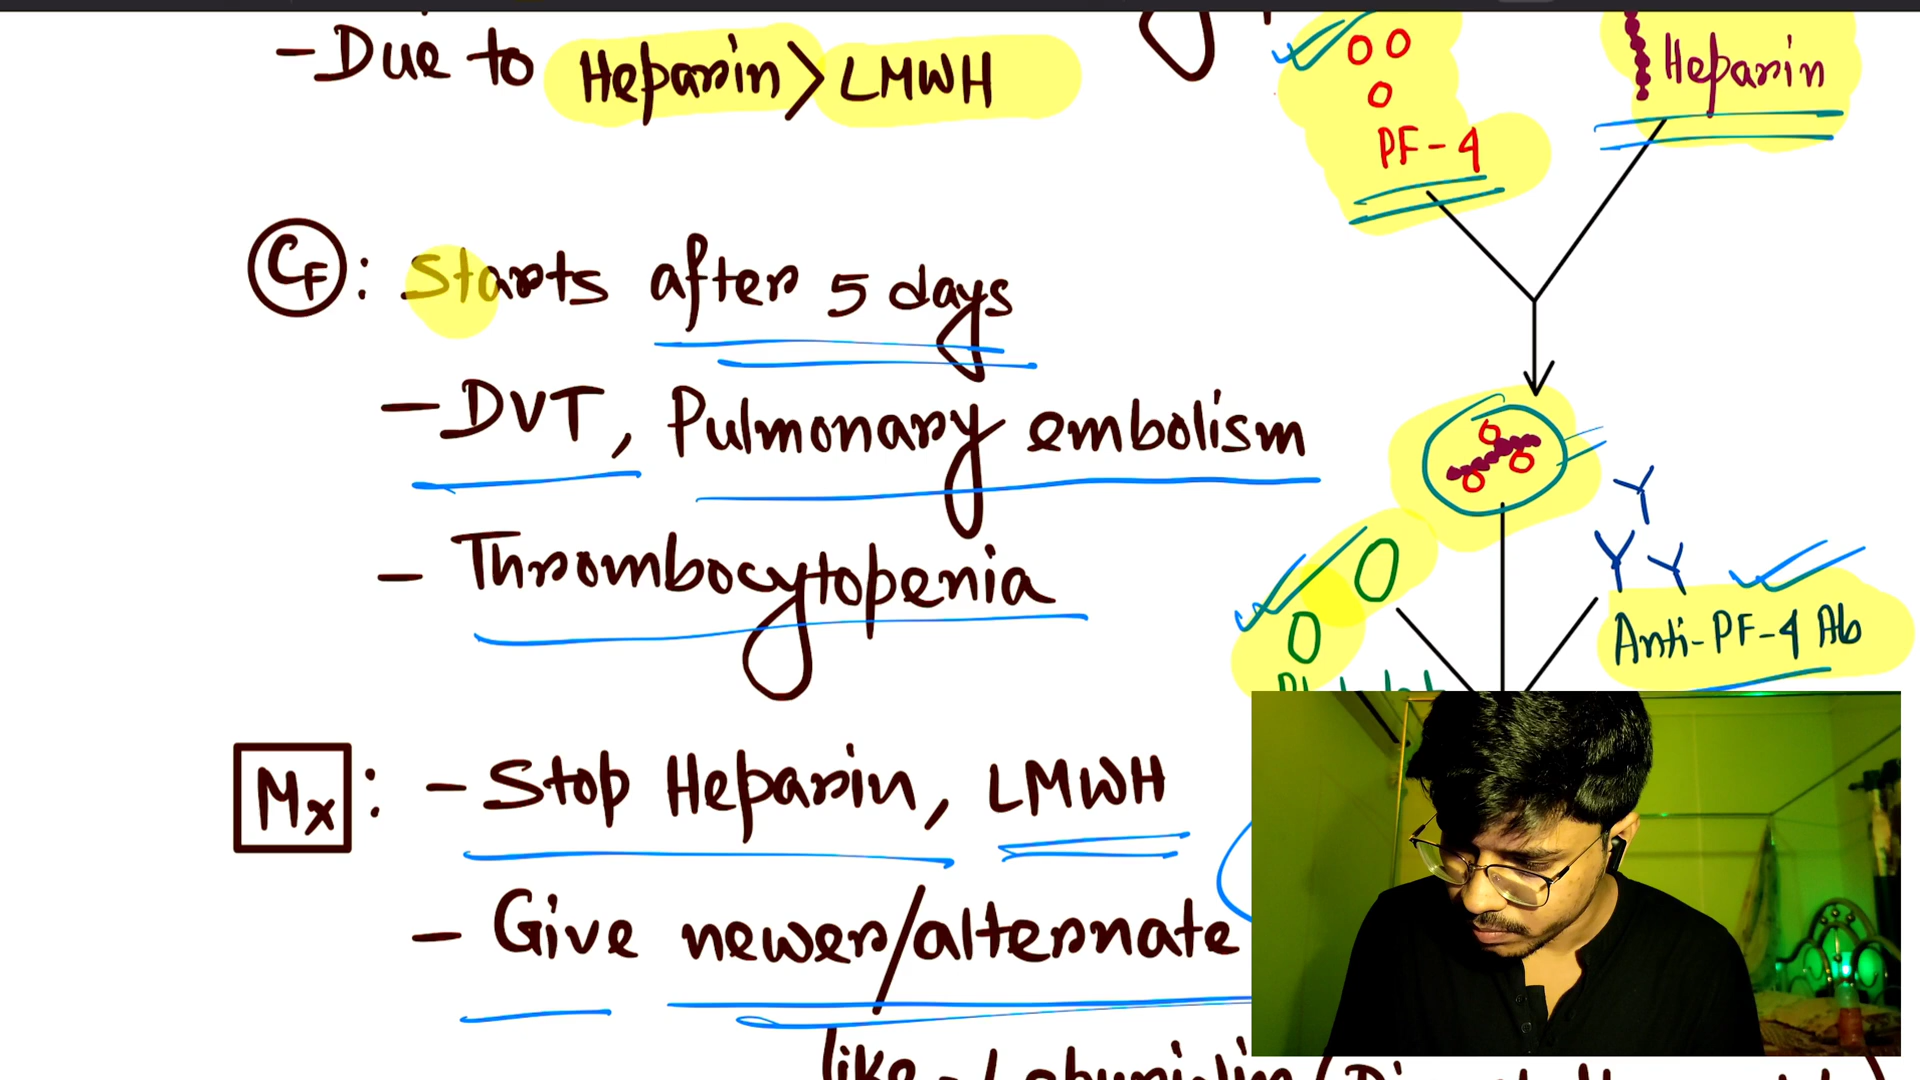 - Due to Heparin > LMWH
Heparin
PF-4
CF : Starts after 5 days
- DVT, Pulmonary embolism
- Thrombocytopenia
Anti-PF-4 Ab
Mx : - Stop Heparin, LMWH
- Give newer/alternate
like -